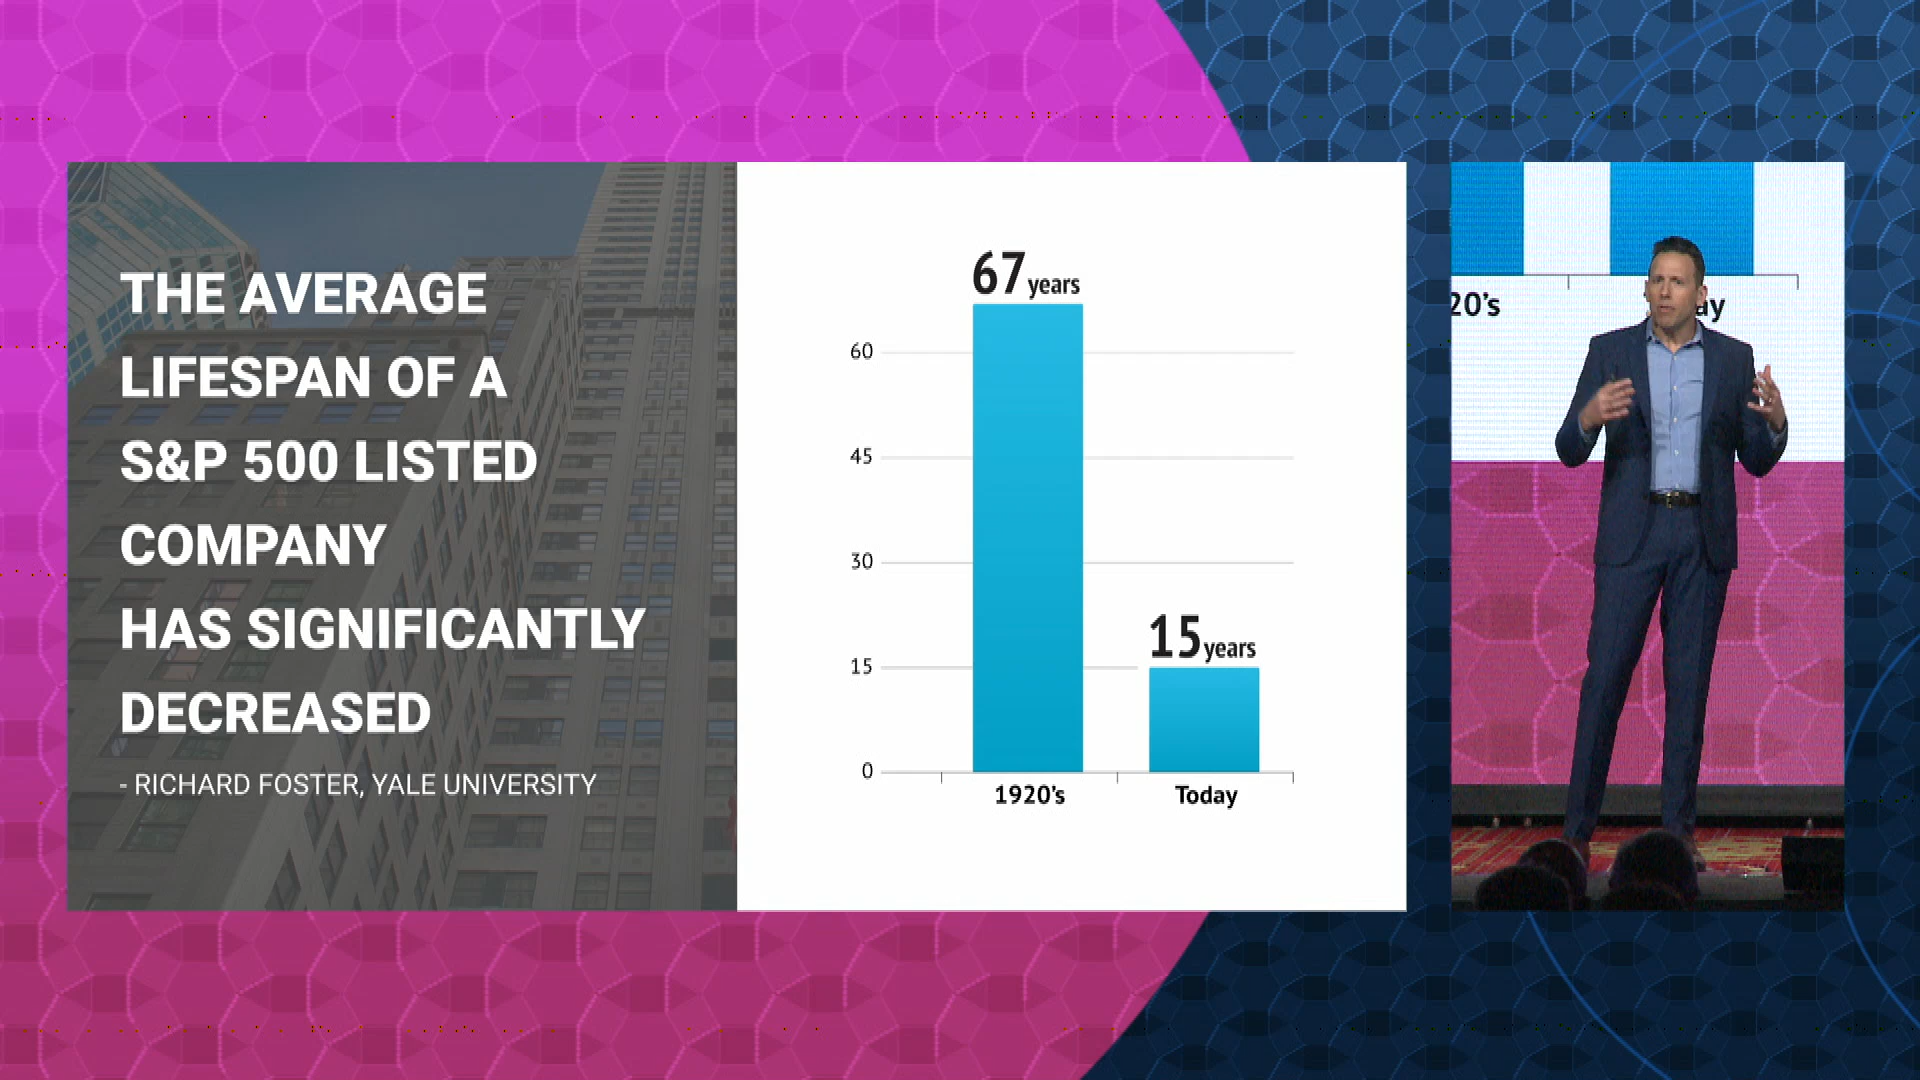 THE AVERAGE
LIFESPAN OF A
S&P 500 LISTED
COMPANY
HAS SIGNIFICANTLY
DECREASED
- RICHARD FOSTER, YALE UNIVERSITY
67 years
60
45
30
15 years
15
0
1920's
Today
20's
ay